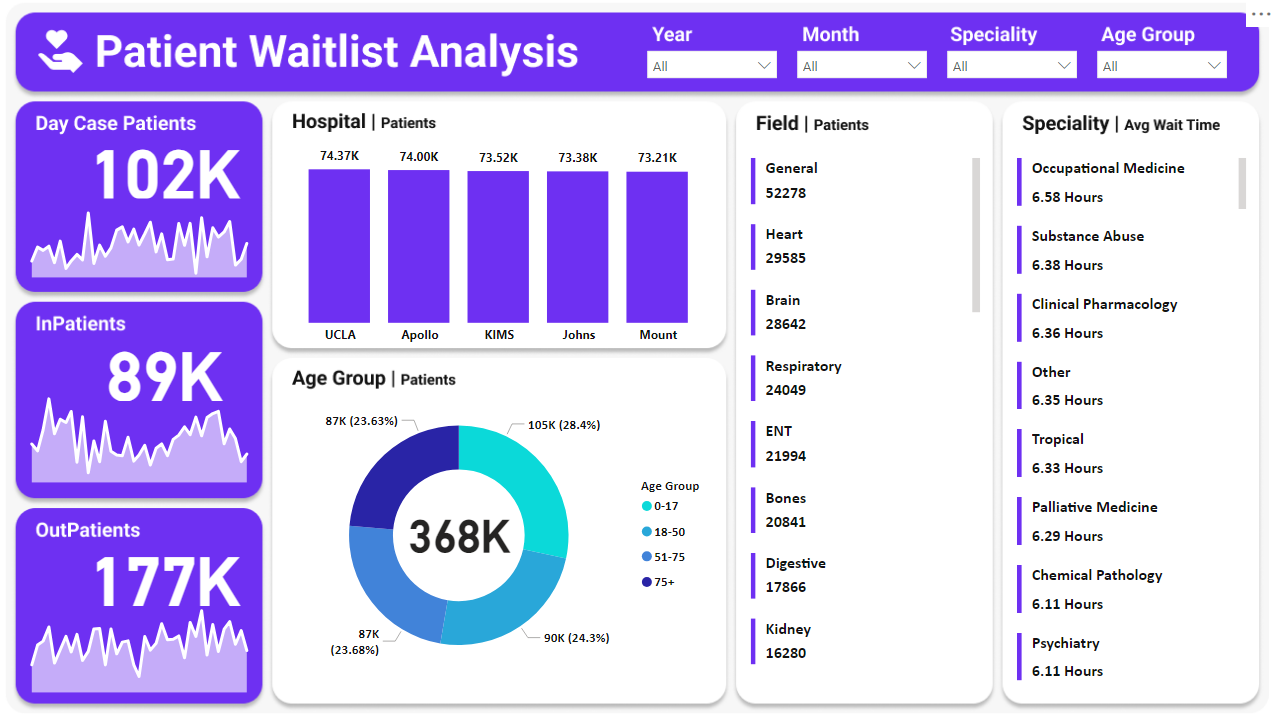 Patient Waitlist Analysis
Year
All
Month
All
Speciality
All
Age Group
All
Day Case Patients
102K
InPatients
89K
OutPatients
177K
Hospital | Patients
74.37K
74.00K
73.52K
73.38K
73.21K
UCLA
Apollo
KIMS
Johns
Mount
Age Group | Patients
87K (23.63%)
105K (28.4%)
368K
87K
(23.68%)
90K (24.3%)
Age Group
0-17
18-50
51-75
75+
Field | Patients
General
52278
Heart
29585
Brain
28642
Respiratory
24049
ENT
21994
Bones
20841
Digestive
17866
Kidney
16280
Speciality | Avg Wait Time
Occupational Medicine
6.58 Hours
Substance Abuse
6.38 Hours
Clinical Pharmacology
6.36 Hours
Other
6.35 Hours
Tropical
6.33 Hours
Palliative Medicine
6.29 Hours
Chemical Pathology
6.11 Hours
Psychiatry
6.11 Hours